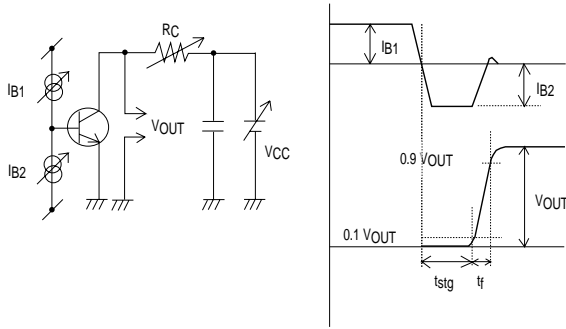 RC
IB1
IB2
VOUT
VCC
IB1
IB2
0.9 VOUT
VOUT
0.1 VOUT
tstg
tf